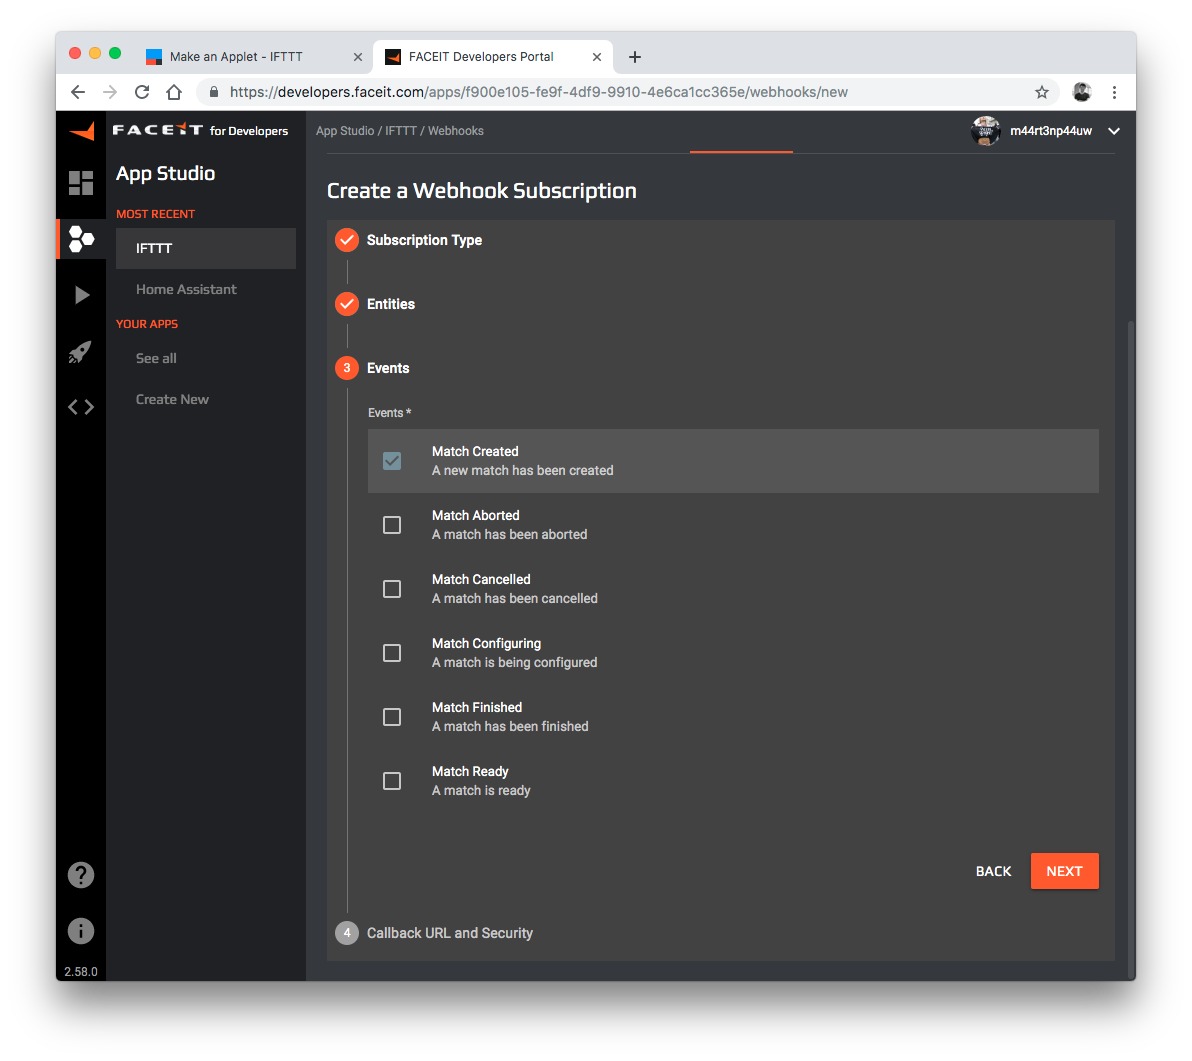 Make an Applet - IFTTT
FACEIT Developers Portal
https://developers.faceit.com/apps/f900e105-fe9f-4df9-9910-4e6ca1cc365e/webhooks/new
FACEIT for Developers
App Studio / IFTTT / Webhooks
m44rt3np44uw
App Studio
MOST RECENT
IFTTT
Home Assistant
YOUR APPS
See all
Create New
2.58.0
Create a Webhook Subscription
Subscription Type
Entities
3 Events
Events *
Match Created
A new match has been created
Match Aborted
A match has been aborted
Match Cancelled
A match has been cancelled
Match Configuring
A match is being configured
Match Finished
A match has been finished
Match Ready
A match is ready
BACK NEXT
4 Callback URL and Security